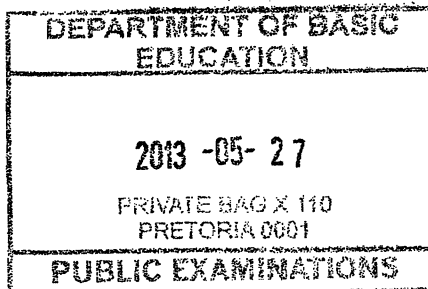 DEPARTMENT OF BASIC
EDUCATION
2013 -05- 27
PRIVATE BAG X 110
PRETORIA 0001
PUBLIC EXAMINATIONS